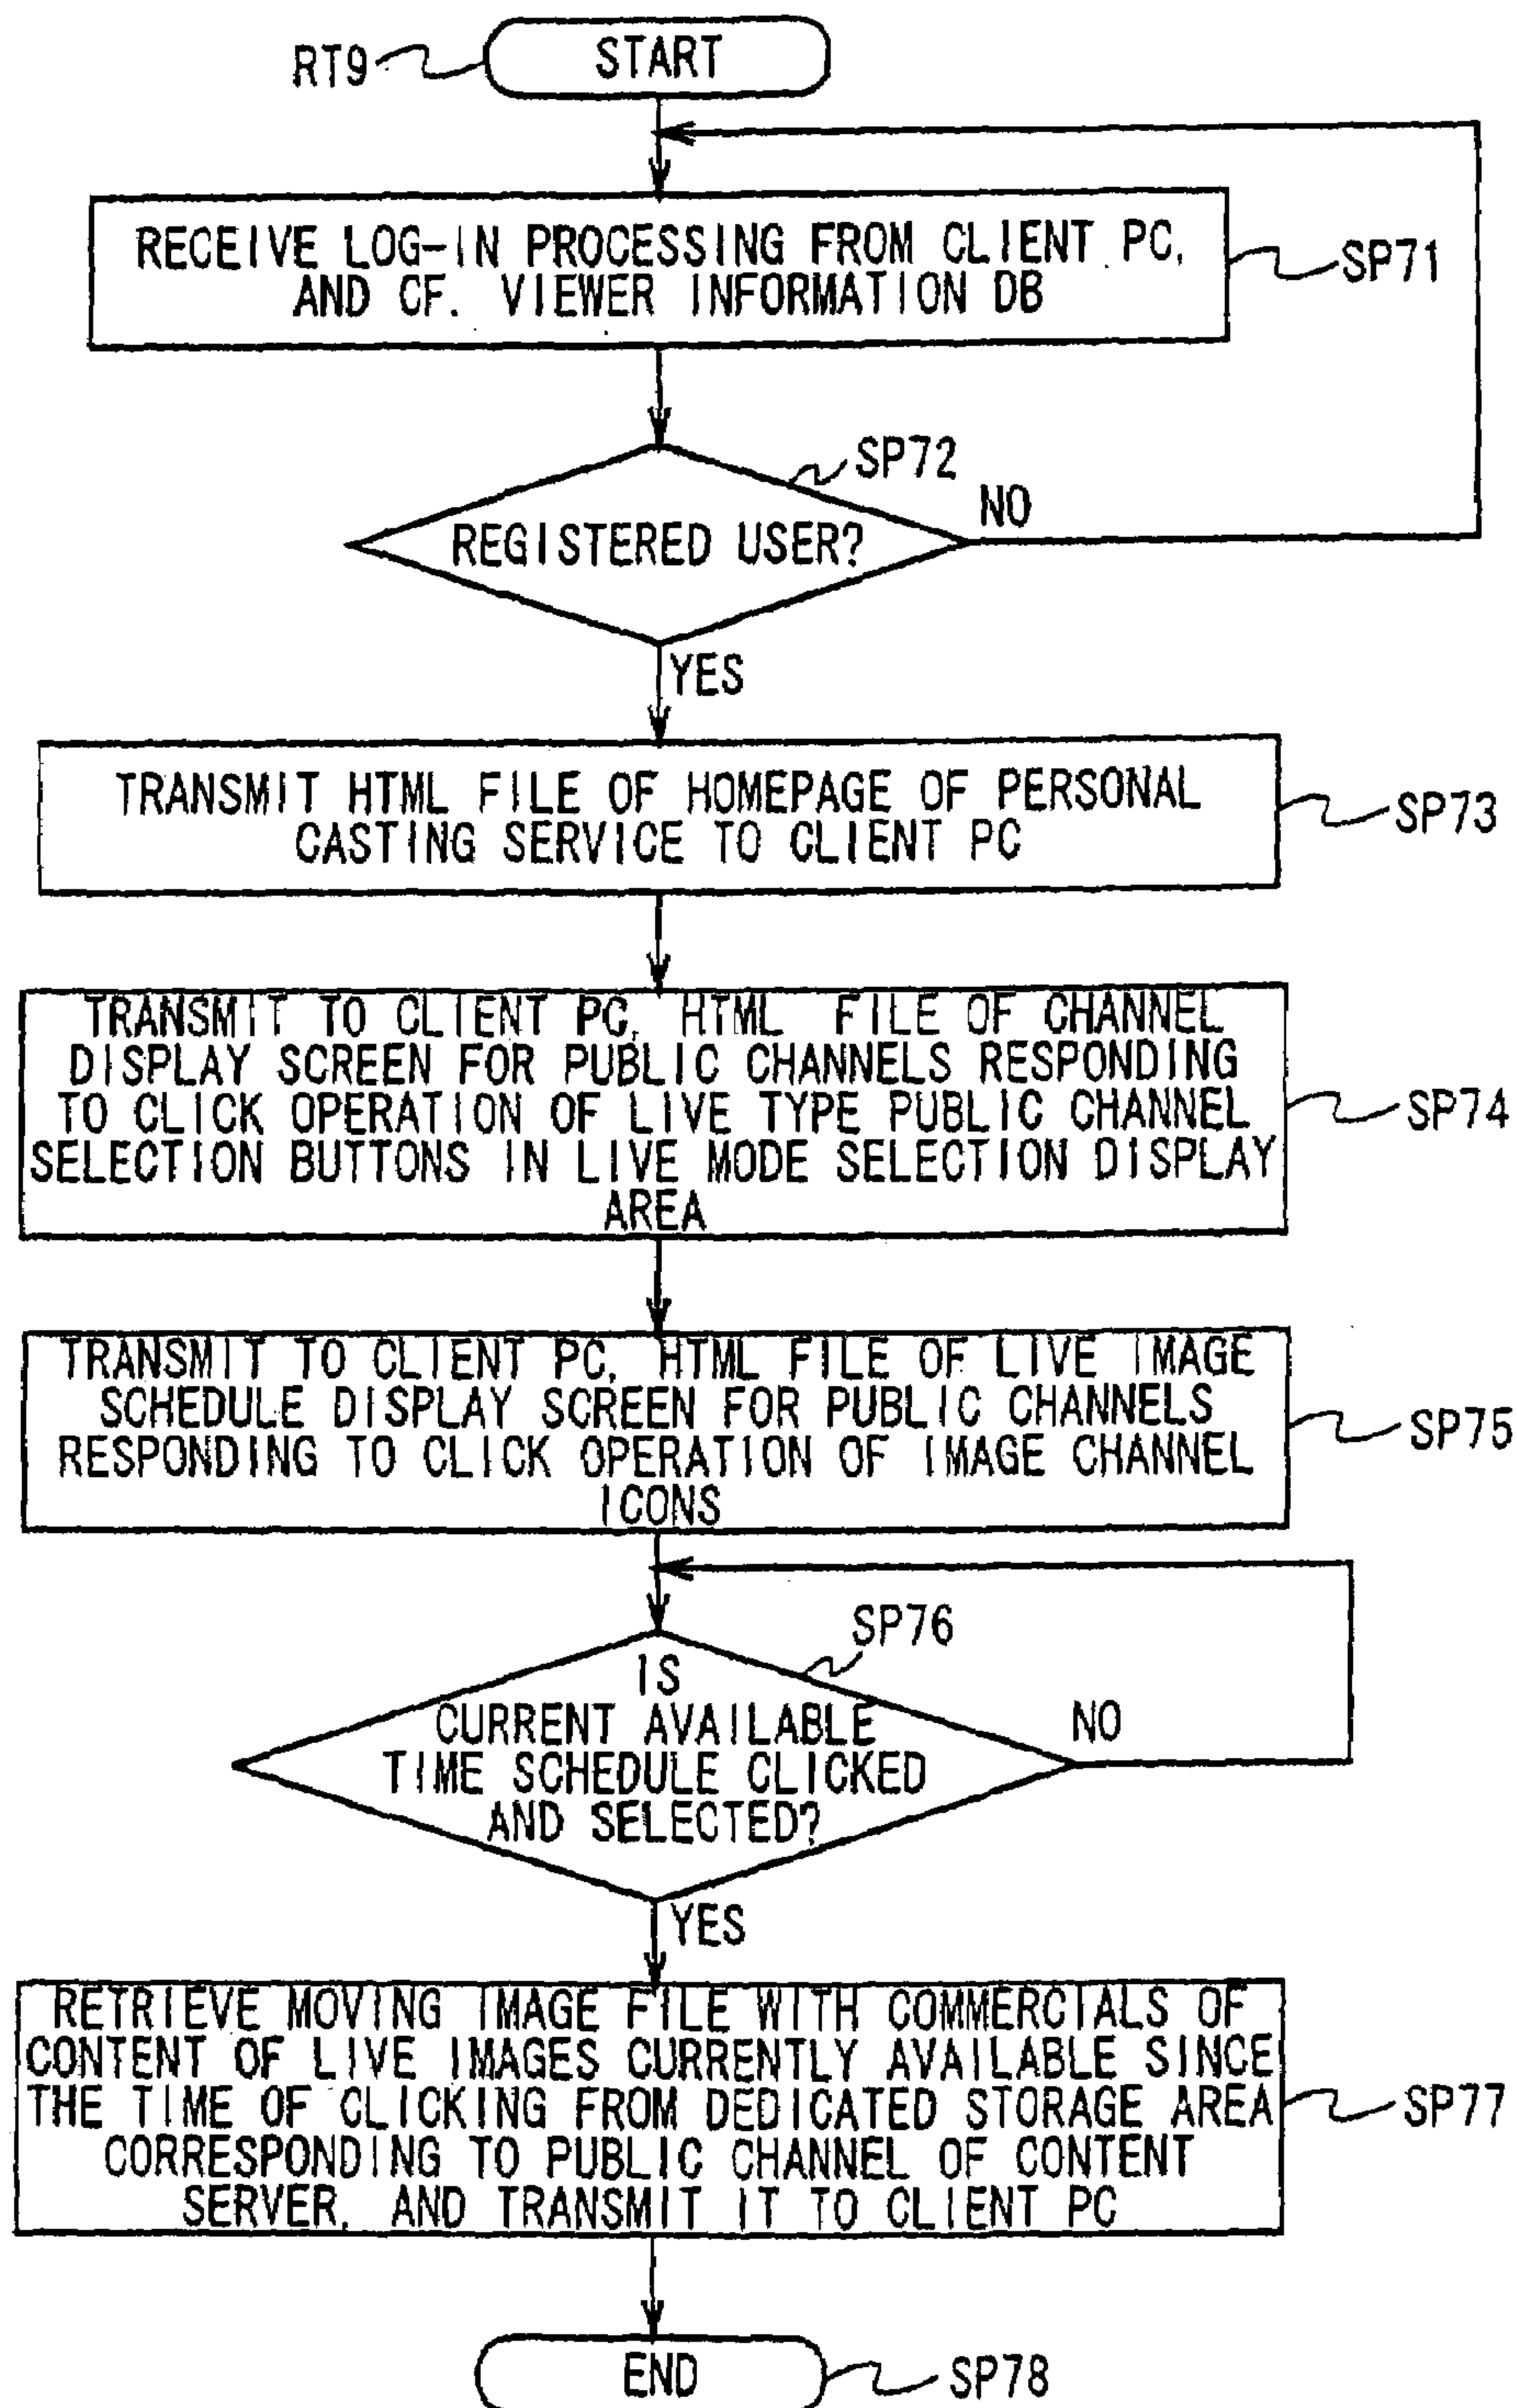 RT9
START
RECEIVE LOG-IN PROCESSING FROM CLIENT PC,
AND CF. VIEWER INFORMATION DB
SP71
SP72
REGISTERED USER?
NO
YES
TRANSMIT HTML FILE OF HOMEPAGE OF PERSONAL
CASTING SERVICE TO CLIENT PC
SP73
TRANSMIT TO CLIENT PC, HTML FILE OF CHANNEL
DISPLAY SCREEN FOR PUBLIC CHANNELS RESPONDING
TO CLICK OPERATION OF LIVE TYPE PUBLIC CHANNEL
SELECTION BUTTONS IN LIVE MODE SELECTION DISPLAY
AREA
SP74
TRANSMIT TO CLIENT PC, HTML FILE OF LIVE IMAGE
SCHEDULE DISPLAY SCREEN FOR PUBLIC CHANNELS
RESPONDING TO CLICK OPERATION OF IMAGE CHANNEL
ICONS
SP75
SP76
IS
CURRENT AVAILABLE
TIME SCHEDULE CLICKED
AND SELECTED?
NO
YES
RETRIEVE MOVING IMAGE FILE WITH COMMERCIALS OF
CONTENT OF LIVE IMAGES CURRENTLY AVAILABLE SINCE
THE TIME OF CLICKING FROM DEDICATED STORAGE AREA
CORRESPONDING TO PUBLIC CHANNEL OF CONTENT
SERVER, AND TRANSMIT IT TO CLIENT PC
SP77
END
SP78